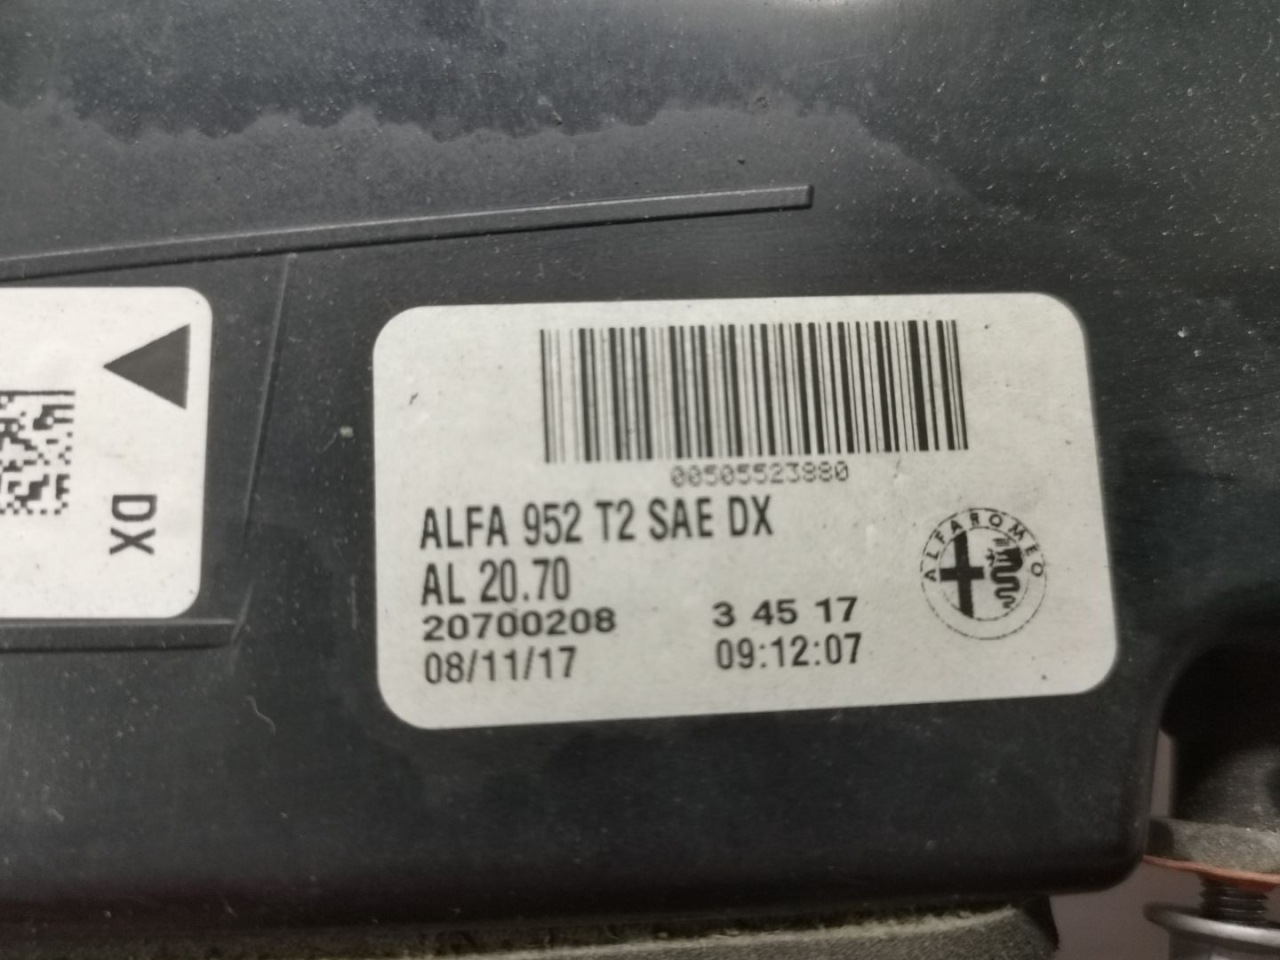 DX
00505523880
ALFA 952 T2 SAE DX
AL 20.70
20700208 3 45 17
08/11/17 09:12:07
ALFA ROMEO